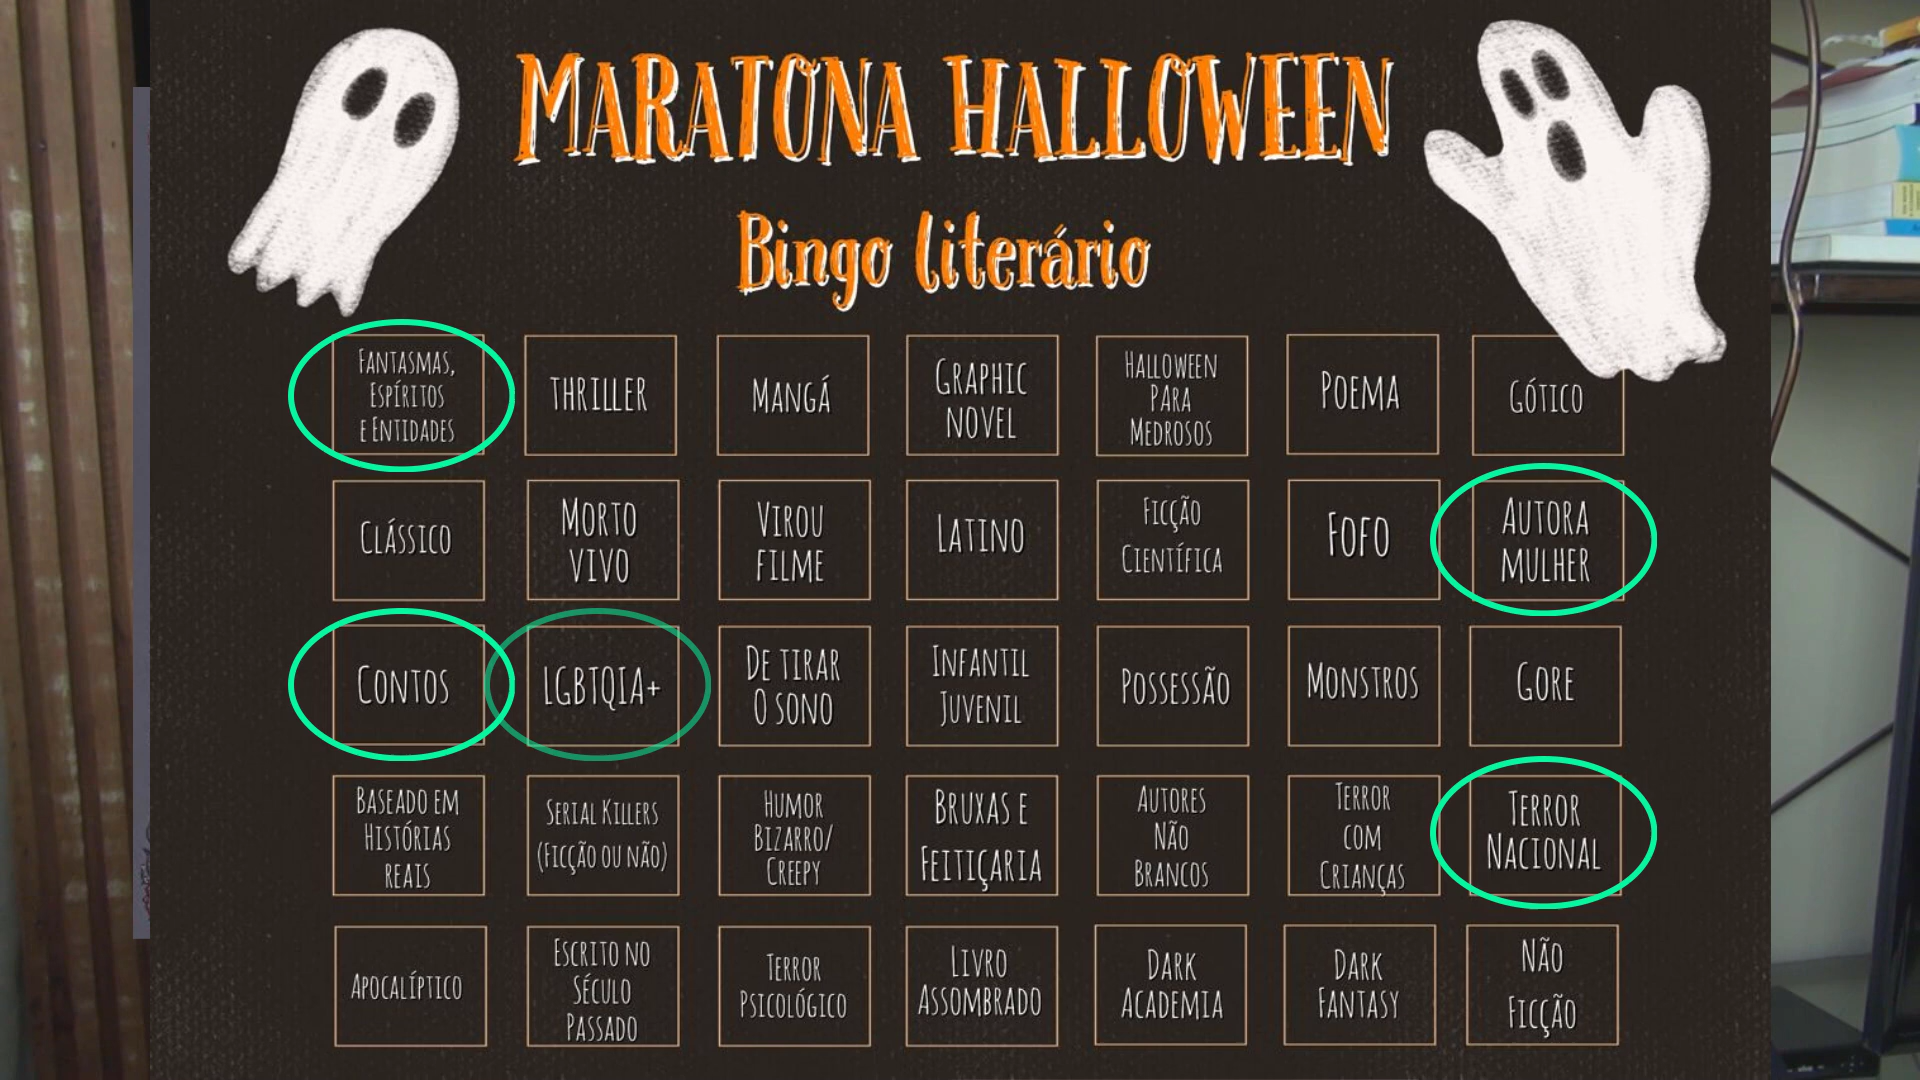 MARATONA HALLOWEEN
Bingo literário
FANTASMAS,
ESPÍRITOS
E ENTIDADES
THRILLER
MANGÁ
GRAPHIC
NOVEL
HALLOWEEN
PARA
MEDROSOS
POEMA
GÓTICO
CLÁSSICO
MORTO
VIVO
VIROU
FILME
LATINO
FICÇÃO
CIENTÍFICA
FOFO
AUTORA
MULHER
CONTOS
LGBTQIA+
DE TIRAR
O SONO
INFANTIL
JUVENIL
POSSESSÃO
MONSTROS
GORE
BASEADO EM
HISTÓRIAS
REAIS
SERIAL KILLERS
(FICÇÃO OU NÃO)
HUMOR
BIZARRO/
CREEPY
BRUXAS E
FEITIÇARIA
AUTORES
NÃO
BRANCOS
TERROR
COM
CRIANÇAS
TERROR
NACIONAL
APOCALÍPTICO
ESCRITO NO
SÉCULO
PASSADO
TERROR
PSICOLÓGICO
LIVRO
ASSOMBRADO
DARK
ACADEMIA
DARK
FANTASY
NÃO
FICÇÃO